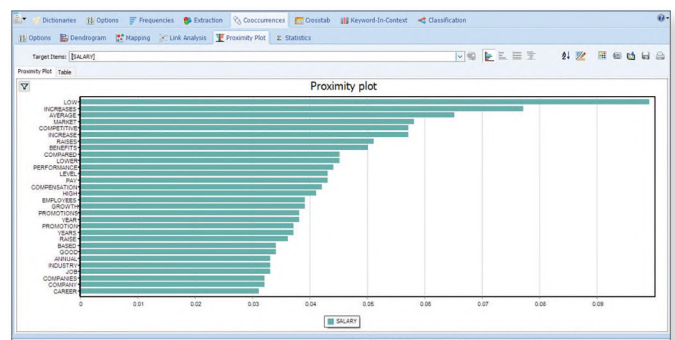 Dictionaries Options Frequencies Extraction Cooccurrences Crosstab Keyword-In-Context Classification
Options Dendrogram Mapping Link Analysis Proximity Plot Σ Statistics
Target Items: [SALARY]
Proximity Plot Table
Proximity plot
LOW
INCREASES
AVERAGE
MARKET
COMPETITIVE
INCREASE
RAISES
BENEFITS
COMPARED
LOWER
PERFORMANCE
LEVEL
PAY
COMPENSATION
HIGH
EMPLOYEES
GROWTH
PROMOTIONS
YEAR
PROMOTION
YEARS
RAISE
BASED
GOOD
ANNUAL
INDUSTRY
JOB
COMPANIES
COMPANY
CAREER
0 0.01 0.02 0.03 0.04 0.05 0.06 0.07 0.08 0.09
SALARY